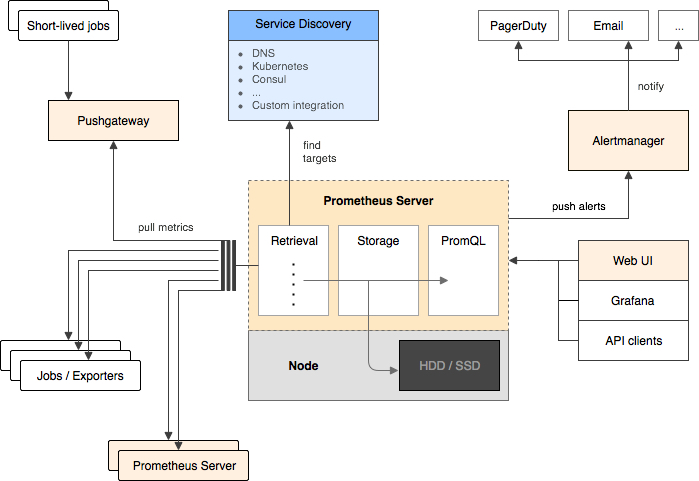 Short-lived jobs
Pushgateway
pull metrics
Jobs / Exporters
Prometheus Server
Service Discovery
• DNS
• Kubernetes
• Consul
• ...
• Custom integration
find
targets
Prometheus Server
Retrieval
Storage
PromQL
Node
HDD / SSD
PagerDuty
Email
...
notify
Alertmanager
push alerts
Web UI
Grafana
API clients